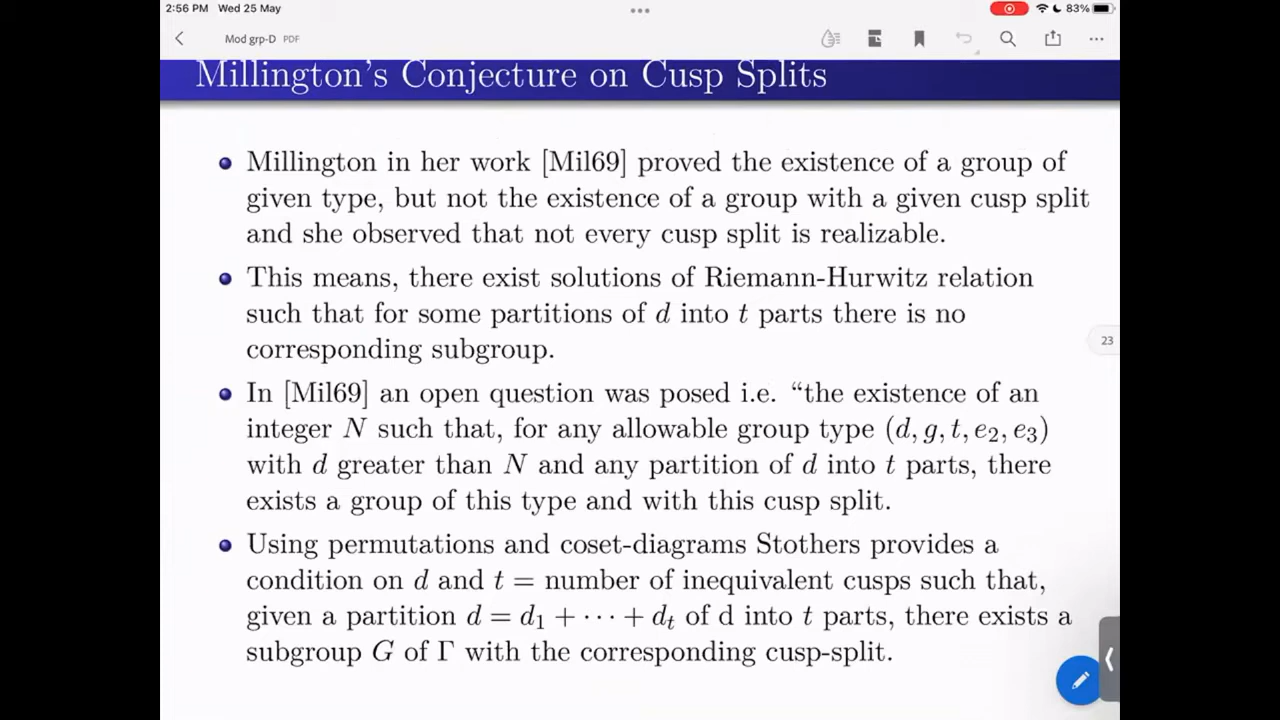 2:56 PM Wed 25 May
83%
Mod grp-D PDF
Millington's Conjecture on Cusp Splits
Millington in her work [Mil69] proved the existence of a group of
given type, but not the existence of a group with a given cusp split
and she observed that not every cusp split is realizable.
This means, there exist solutions of Riemann-Hurwitz relation
such that for some partitions of d into t parts there is no
corresponding subgroup.
23
In [Mil69] an open question was posed i.e. “the existence of an
integer N such that, for any allowable group type (d, g, t, e₂, e₃)
with d greater than N and any partition of d into t parts, there
exists a group of this type and with this cusp split.
Using permutations and coset-diagrams Stothers provides a
condition on d and t = number of inequivalent cusps such that,
given a partition d = d₁ + · · · + dₜ of d into t parts, there exists a
subgroup G of Γ with the corresponding cusp-split.